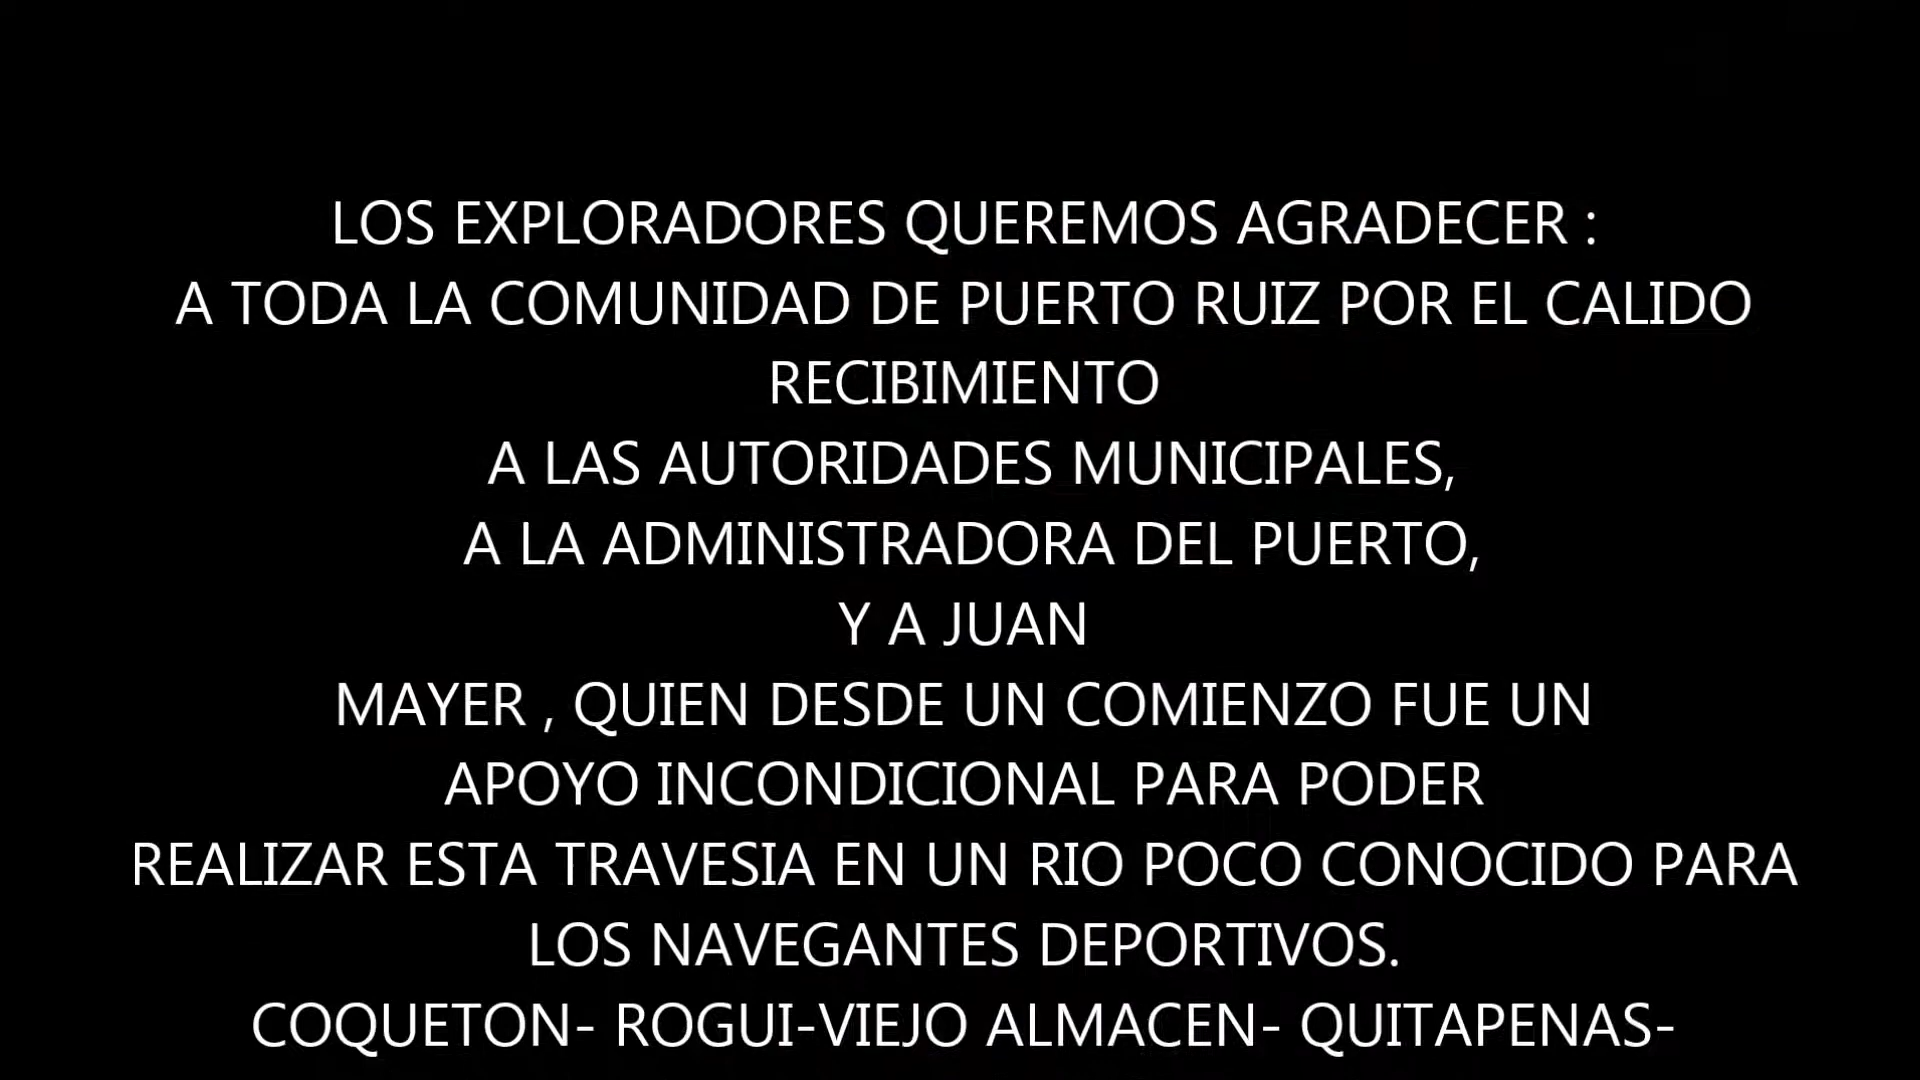 LOS EXPLORADORES QUEREMOS AGRADECER :
A TODA LA COMUNIDAD DE PUERTO RUIZ POR EL CALIDO
RECIBIMIENTO
A LAS AUTORIDADES MUNICIPALES,
A LA ADMINISTRADORA DEL PUERTO,
Y A JUAN
MAYER , QUIEN DESDE UN COMIENZO FUE UN
APOYO INCONDICIONAL PARA PODER
REALIZAR ESTA TRAVESIA EN UN RIO POCO CONOCIDO PARA
LOS NAVEGANTES DEPORTIVOS.
COQUETON- ROGUI-VIEJO ALMACEN- QUITAPENAS-